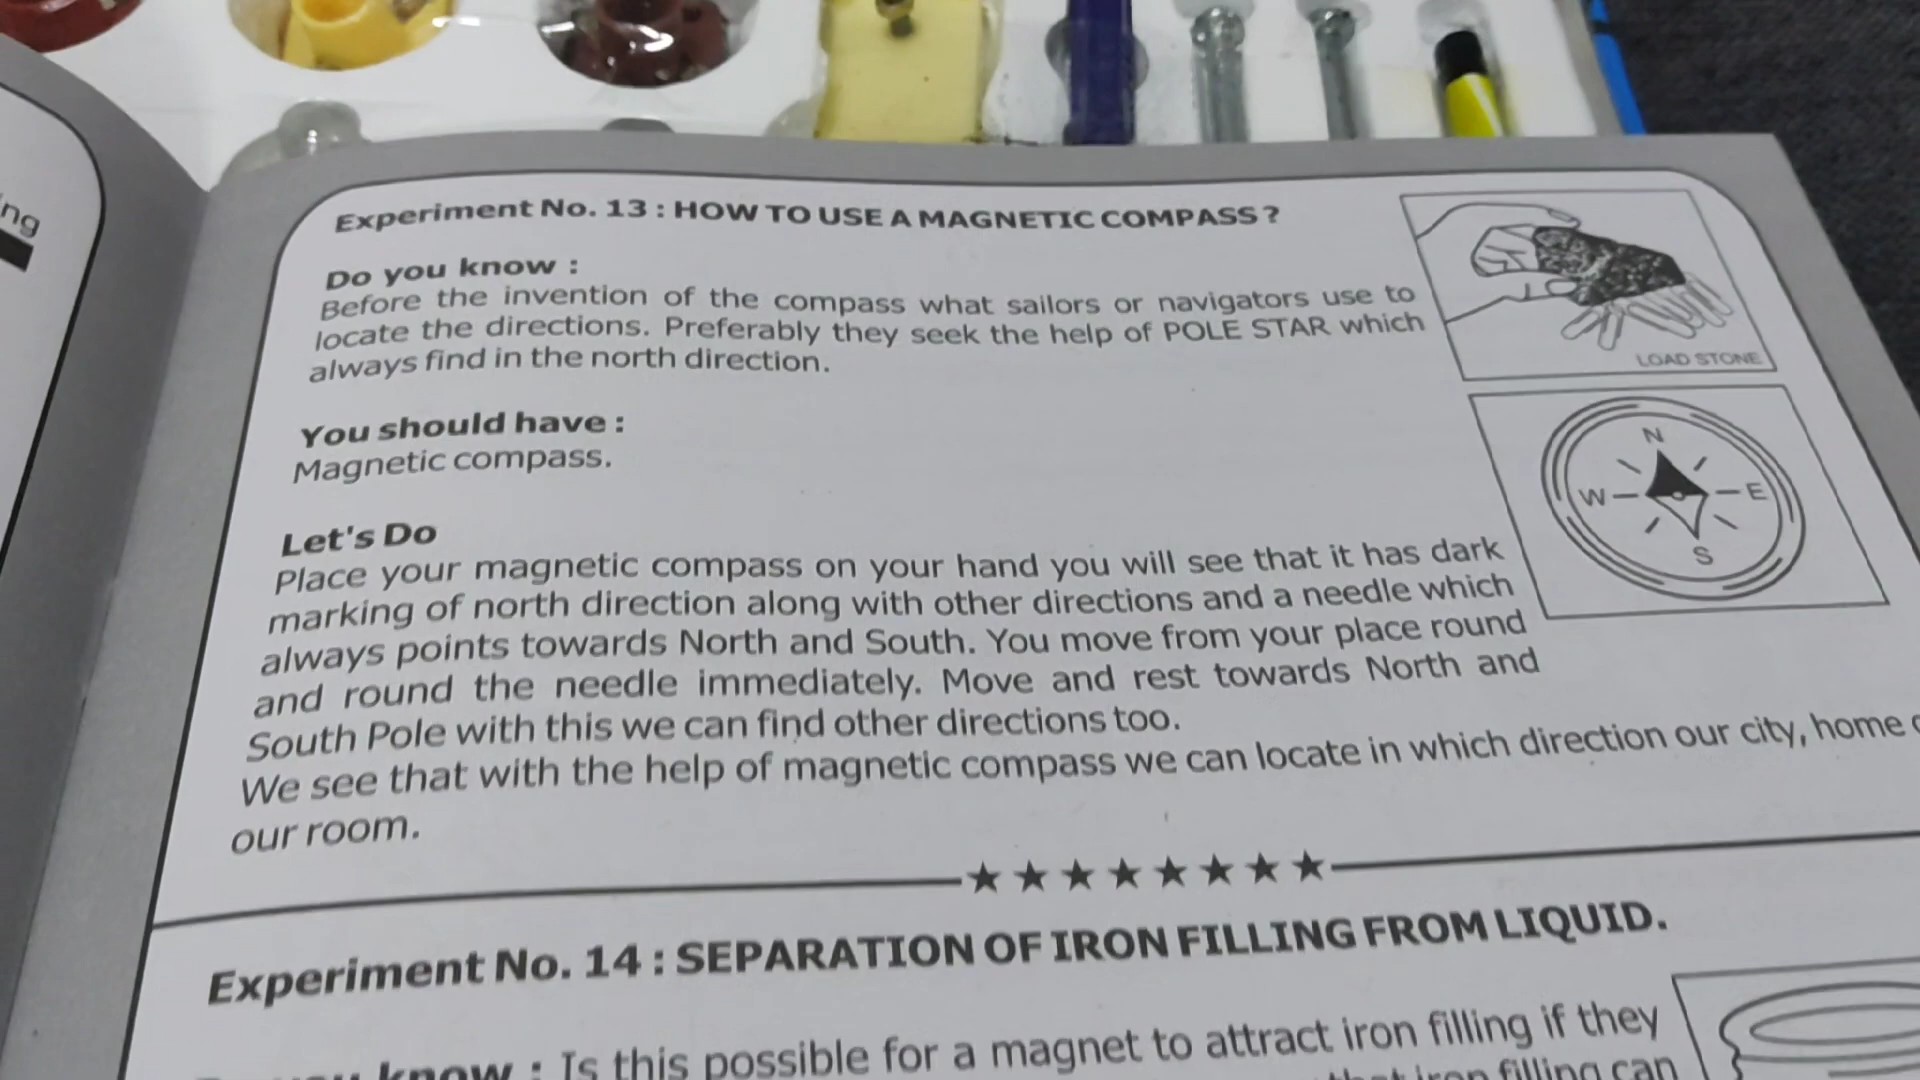 ng
Experiment No. 13 : HOW TO USE A MAGNETIC COMPASS ?
Do you know :
Before the invention of the compass what sailors or navigators use to
locate the directions. Preferably they seek the help of POLE STAR which
always find in the north direction.
LOAD STONE
You should have :
Magnetic compass.
N
W E
S
Let's Do
Place your magnetic compass on your hand you will see that it has dark
marking of north direction along with other directions and a needle which
always points towards North and South. You move from your place round
and round the needle immediately. Move and rest towards North and
South Pole with this we can find other directions too.
We see that with the help of magnetic compass we can locate in which direction our city, home
our room.
★★★★★★★★
Experiment No. 14 : SEPARATION OF IRON FILLING FROM LIQUID.
you know : Is this possible for a magnet to attract iron filling if they
that iron filling can